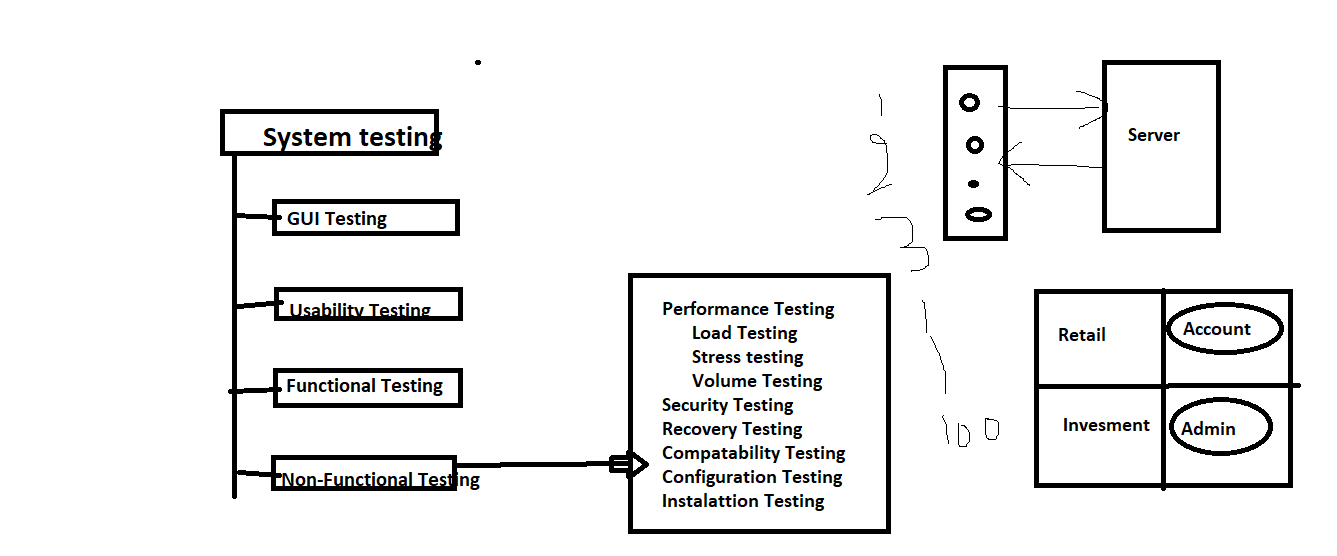 System testing
GUI Testing
Usability Testing
Functional Testing
Non-Functional Testing
Performance Testing
Load Testing
Stress testing
Volume Testing
Security Testing
Recovery Testing
Compatability Testing
Configuration Testing
Instalattion Testing
1
2
3
100
Server
Retail
Account
Invesment
Admin